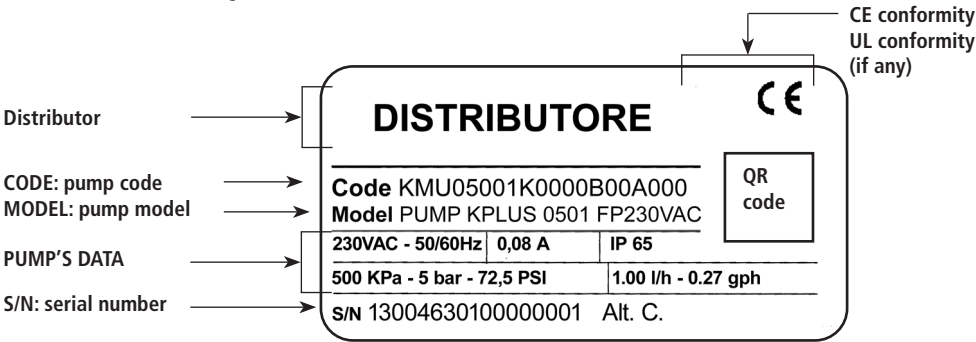 CE conformity
UL conformity
(if any)
Distributor
DISTRIBUTORE
CE
CODE: pump code
MODEL: pump model
Code KMU05001K0000B00A000
Model PUMP KPLUS 0501 FP230VAC
QR
code
PUMP'S DATA
230VAC - 50/60Hz 0,08 A IP 65
500 KPa - 5 bar - 72,5 PSI 1.00 l/h - 0.27 gph
S/N: serial number
S/N 13004630100000001 Alt. C.